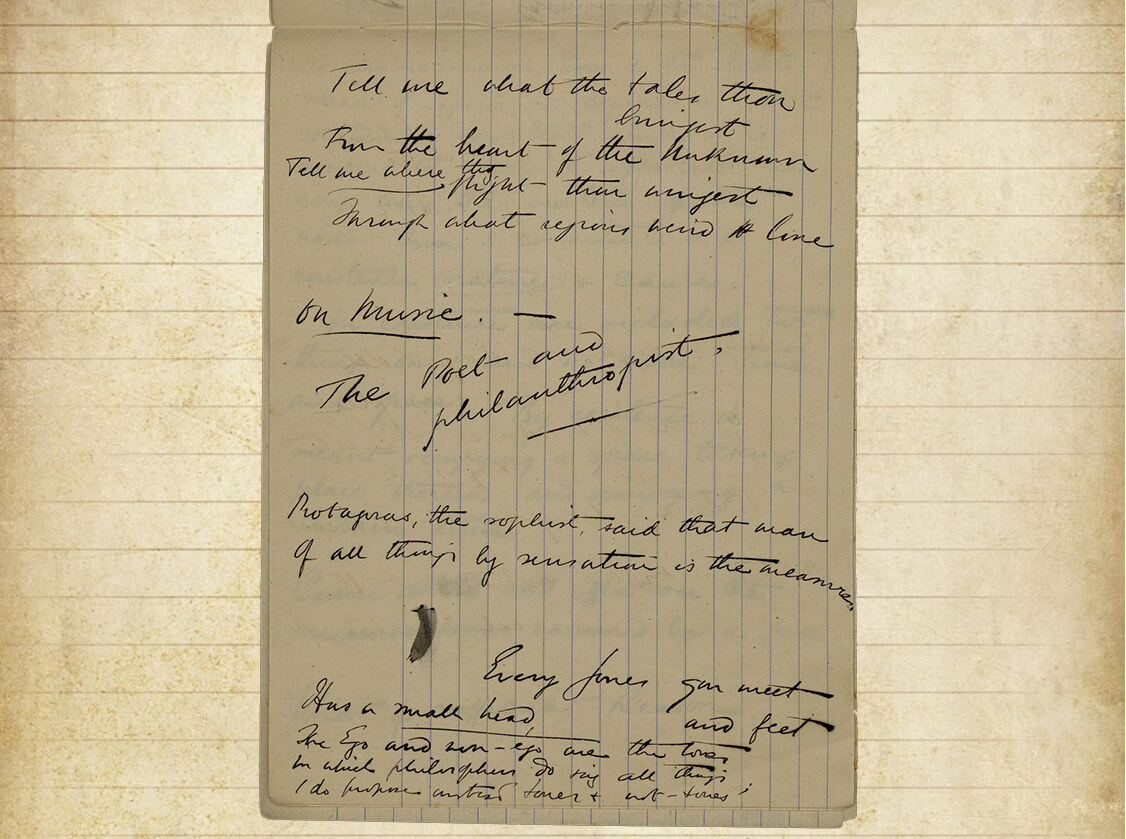 Tell me what the tales thou
bringest
From the heart of the Unknown
Tell me where thy
flight thou wingest
Through what regions wend & lone
On Music. —
The Poet and
philanthropist.
Protagoras, the sophist, said that man
Of all things by sensation is the measure.
Every Jones you meet
Has a small head, and feet
The Ego and non-ego are the
in which philosophers do sing all things;
I do propose instead Jones & not-Jones